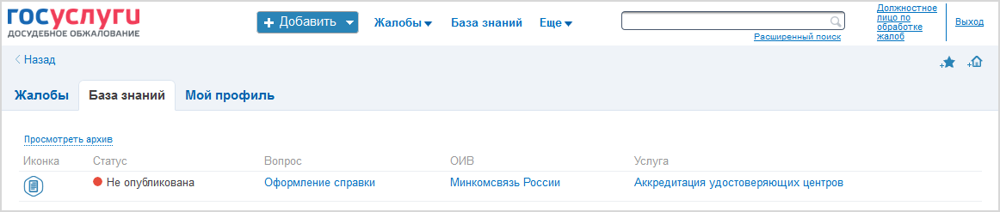 госуслуги
ДОСУДЕБНОЕ ОБЖАЛОВАНИЕ
Добавить
Жалобы
База знаний
Еще
Расширенный поиск
Должностное
лицо по
обработке
жалоб
Выход
Назад
Жалобы
База знаний
Мой профиль
Просмотреть архив
Иконка Статус Вопрос ОИВ Услуга
Не опубликована Оформление справки Минкомсвязь России Аккредитация удостоверяющих центров